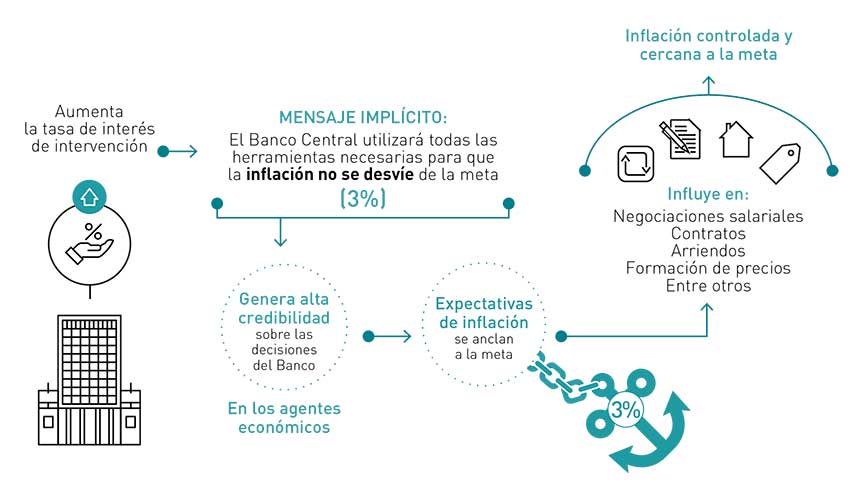 Aumenta
la tasa de interés
de intervención
%
MENSAJE IMPLÍCITO:
El Banco Central utilizará todas las
herramientas necesarias para que
la inflación no se desvíe de la meta
(3%)
Genera alta
credibilidad
sobre las
decisiones
del Banco
En los agentes
económicos
Expectativas
de inflación
se anclan
a la meta
3%
Influye en:
Negociaciones salariales
Contratos
Arriendos
Formación de precios
Entre otros
Inflación controlada y
cercana a la meta